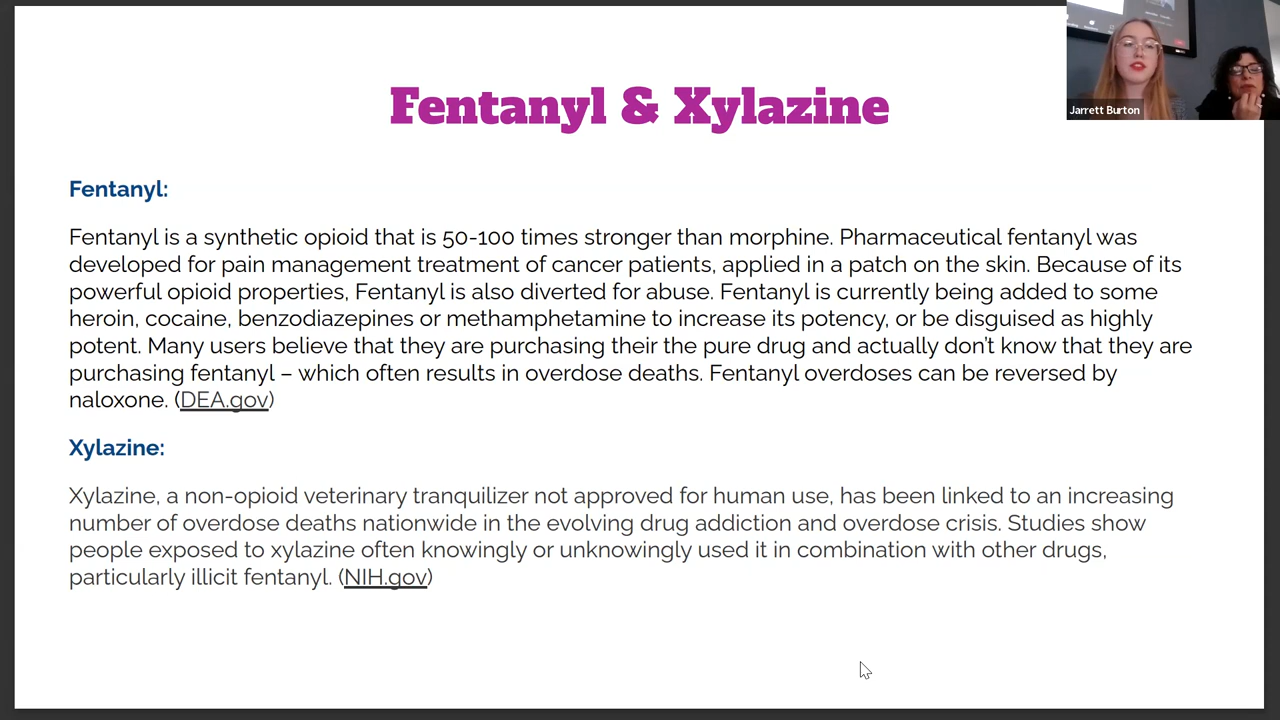 Fentanyl & Xylazine
Jarrett Burton
Fentanyl:
Fentanyl is a synthetic opioid that is 50-100 times stronger than morphine. Pharmaceutical fentanyl was
developed for pain management treatment of cancer patients, applied in a patch on the skin. Because of its
powerful opioid properties, Fentanyl is also diverted for abuse. Fentanyl is currently being added to some
heroin, cocaine, benzodiazepines or methamphetamine to increase its potency, or be disguised as highly
potent. Many users believe that they are purchasing their the pure drug and actually don't know that they are
purchasing fentanyl – which often results in overdose deaths. Fentanyl overdoses can be reversed by
naloxone. (DEA.gov)
Xylazine:
Xylazine, a non-opioid veterinary tranquilizer not approved for human use, has been linked to an increasing
number of overdose deaths nationwide in the evolving drug addiction and overdose crisis. Studies show
people exposed to xylazine often knowingly or unknowingly used it in combination with other drugs,
particularly illicit fentanyl. (NIH.gov)